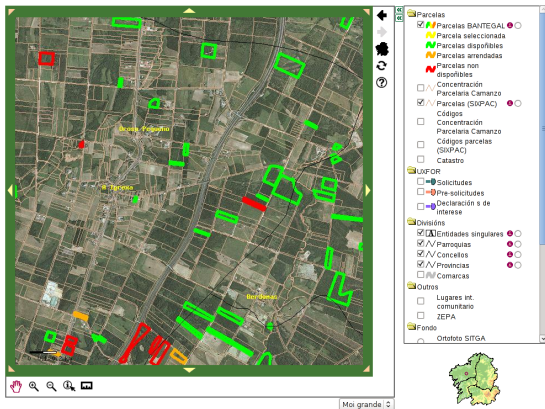 Parcelas
Parcelas BANTEGAL
Parcela seleccionada
Parcelas dispoñibles
Parcelas arrendadas
Parcelas non
dispoñibles
Concentración
Parcelaria Camanzo
Parcelas (SIXPAC)
Códigos
Concentración
Parcelaria Camanzo
Códigos parcelas
(SIXPAC)
Catastro
UXFOR
Solicitudes
Pre-solicitudes
Declaración s de
interese
Divisións
Entidades singulares
Parroquias
Concellos
Provincias
Comarcas
Outros
Lugares int.
comunitario
ZEPA
Fondo
Ortofoto SITGA
Moi grande